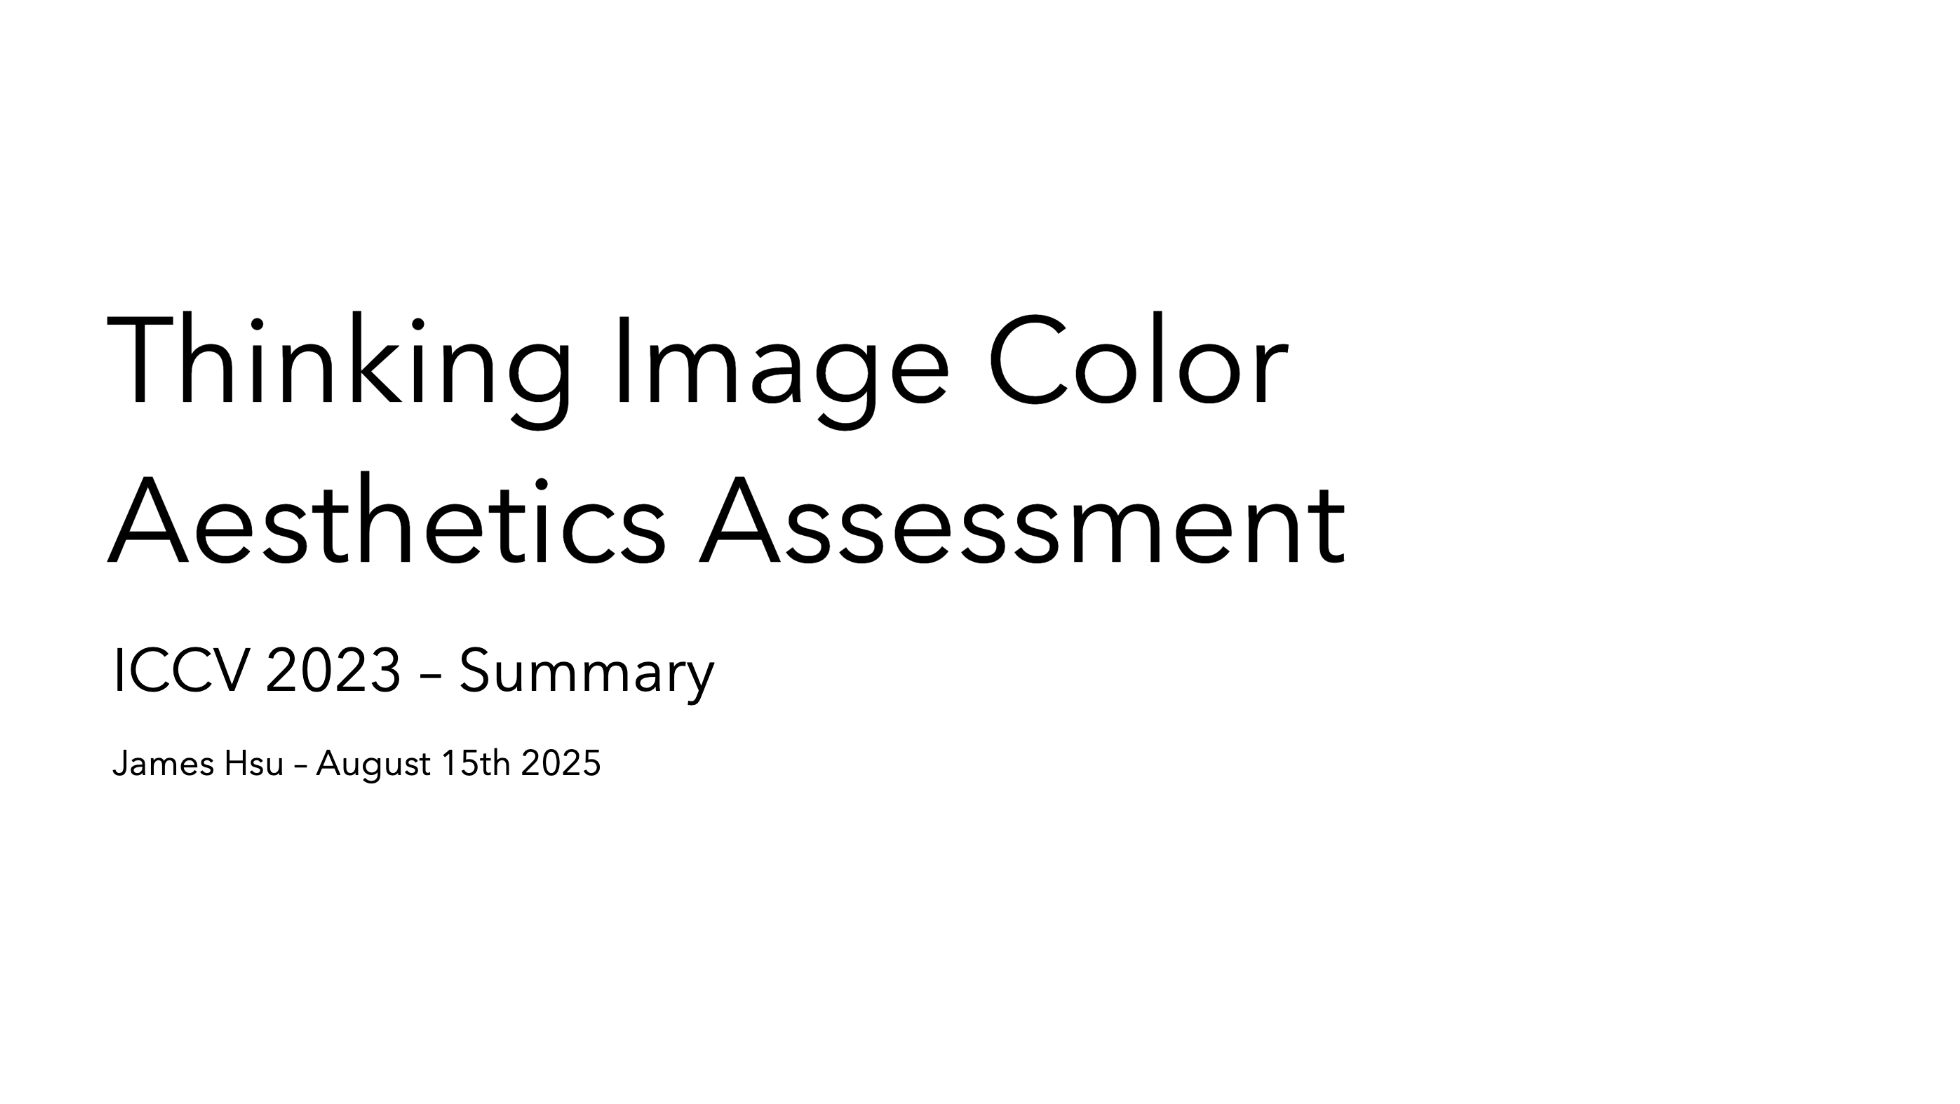 Thinking Image Color
Aesthetics Assessment
ICCV 2023 – Summary
James Hsu – August 15th 2025